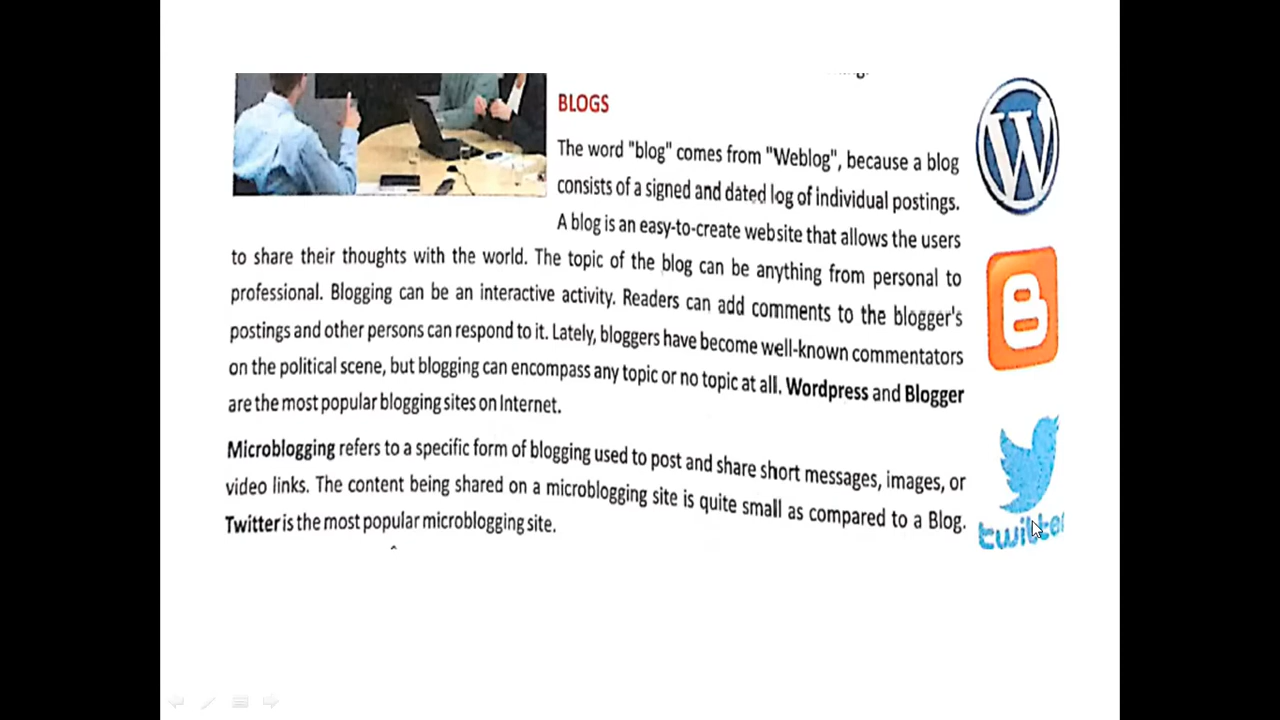 BLOGS
The word "blog" comes from "Weblog", because a blog
consists of a signed and dated log of individual postings.
A blog is an easy-to-create website that allows the users
to share their thoughts with the world. The topic of the blog can be anything from personal to
professional. Blogging can be an interactive activity. Readers can add comments to the blogger's
postings and other persons can respond to it. Lately, bloggers have become well-known commentators
on the political scene, but blogging can encompass any topic or no topic at all. Wordpress and Blogger
are the most popular blogging sites on Internet.
Microblogging refers to a specific form of blogging used to post and share short messages, images, or
video links. The content being shared on a microblogging site is quite small as compared to a Blog.
Twitter is the most popular microblogging site.
twitter